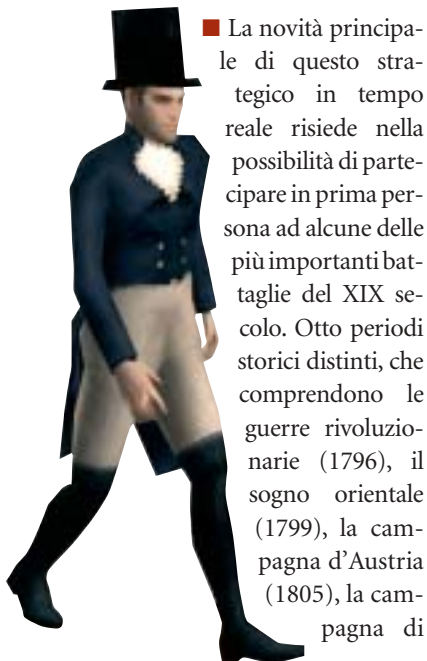 ■ La novità principa-
le di questo stra-
tegico in tempo
reale risiede nella
possibilità di parte-
cipare in prima per-
sona ad alcune delle
più importanti bat-
taglie del XIX se-
colo. Otto periodi
storici distinti, che
comprendono le
guerre rivoluzio-
narie (1796), il
sogno orientale
(1799), la cam-
pagna d'Austria
(1805), la cam-
pagna di